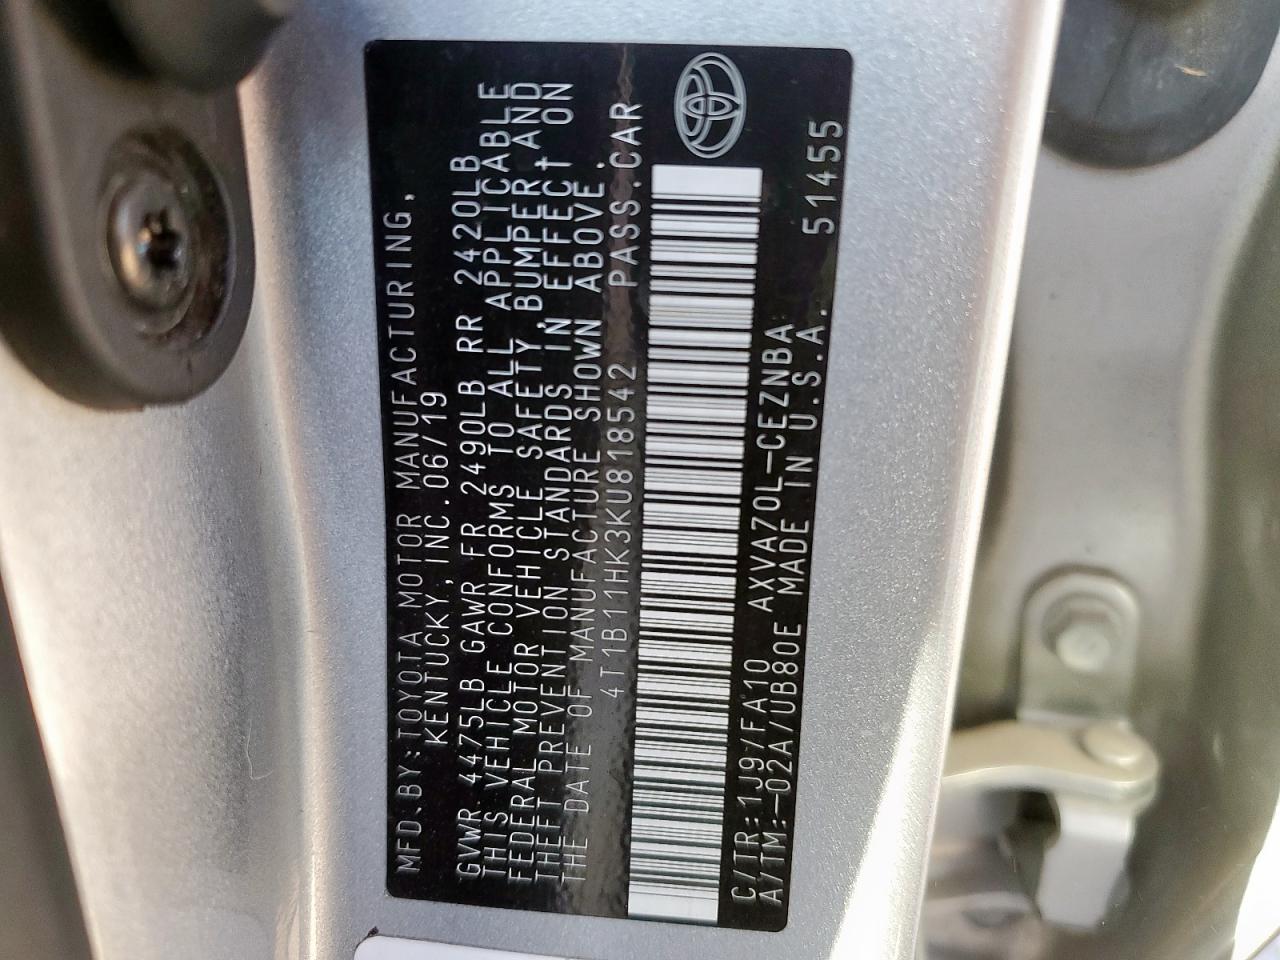 MFD.BY:TOYOTA MOTOR MANUFACTURING,
KENTUCKY,INC.06/19
GVWR 4475LB GAWR FR 2490LB RR 2420LB
THIS VEHICLE CONFORMS TO ALL APPLICABLE
FEDERAL MOTOR VEHICLE SAFETY, BUMPER, AND
THEFT PREVENTION STANDARDS IN EFFECT ON
THE DATE OF MANUFACTURE SHOWN ABOVE.
4T1B11HK3KU818542 PASS.CAR
C/TR:1J9/FA10 AXVA70L-CEZNBA
A/TM:-02A/UB80E MADE IN U.S.A. 51455